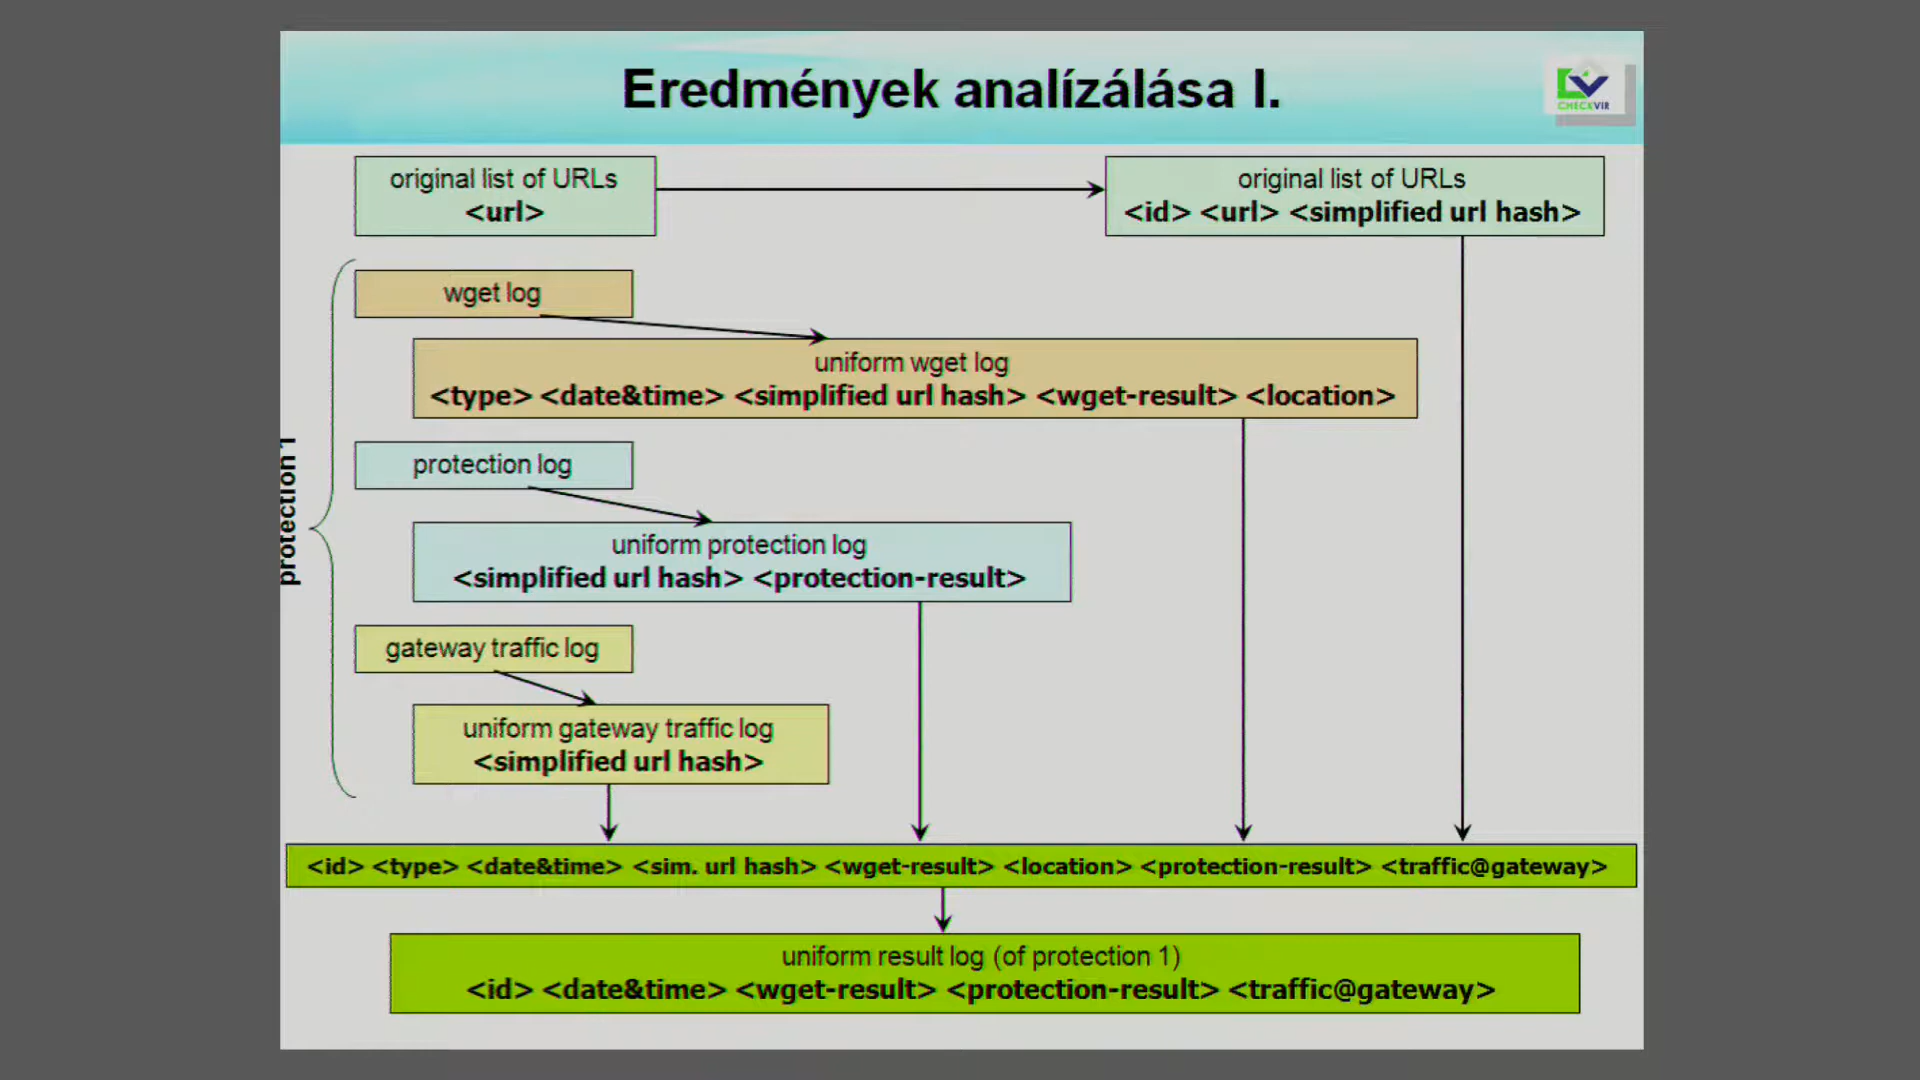 Eredmények analízálása I.
CHECKVIR
original list of URLs
<url>
original list of URLs
<id> <url> <simplified url hash>
wget log
uniform wget log
<type> <date&time> <simplified url hash> <wget-result> <location>
protection 1
protection log
uniform protection log
<simplified url hash> <protection-result>
gateway traffic log
uniform gateway traffic log
<simplified url hash>
<id> <type> <date&time> <sim. url hash> <wget-result> <location> <protection-result> <traffic@gateway>
uniform result log (of protection 1)
<id> <date&time> <wget-result> <protection-result> <traffic@gateway>